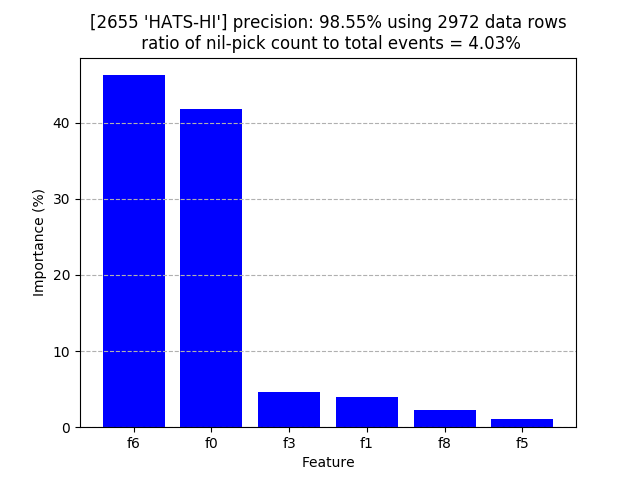 [2655 'HATS-HI'] precision: 98.55% using 2972 data rows
ratio of nil-pick count to total events = 4.03%
Importance (%)
40
30
20
10
0
f6 f0 f3 f1 f8 f5
Feature